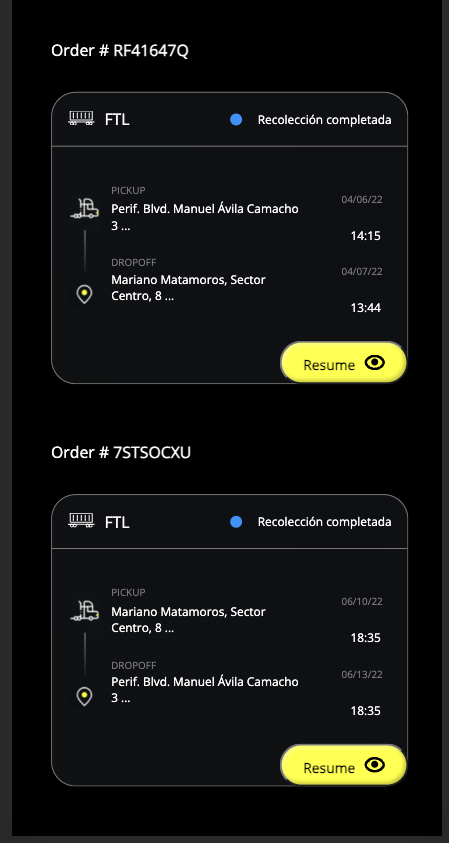 Order # RF41647Q
FTL
Recolección completada
PICKUP
04/06/22
Perif. Blvd. Manuel Ávila Camacho
3 ...
14:15
DROPOFF
04/07/22
Mariano Matamoros, Sector
Centro, 8 ...
13:44
Resume
Order # 7STSOCXU
FTL
Recolección completada
PICKUP
06/10/22
Mariano Matamoros, Sector
Centro, 8 ...
18:35
DROPOFF
06/13/22
Perif. Blvd. Manuel Ávila Camacho
3 ...
18:35
Resume